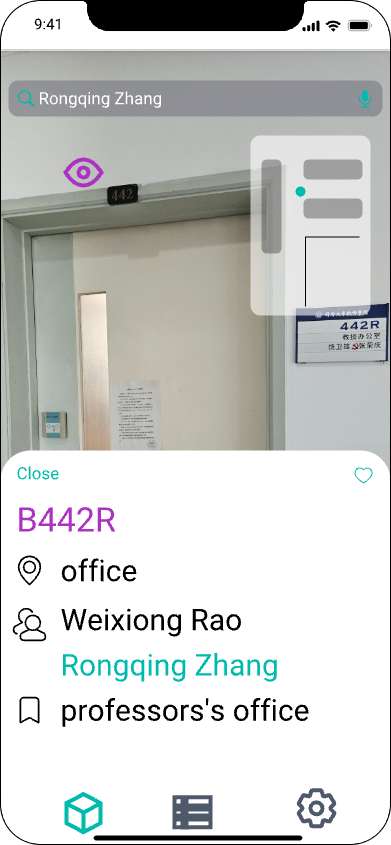 9:41
Rongqing Zhang
442
442R
教授办公室
饶卫雄 张荣庆
Close
B442R
office
Weixiong Rao
Rongqing Zhang
professors's office